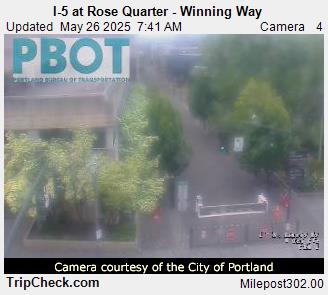 I-5 at Rose Quarter - Winning Way
Updated May 26 2025 7:41 AM Camera 4
PBOT
PORTLAND BUREAU OF TRANSPORTATION
Camera courtesy of the City of Portland
TripCheck.com Milepost302.00